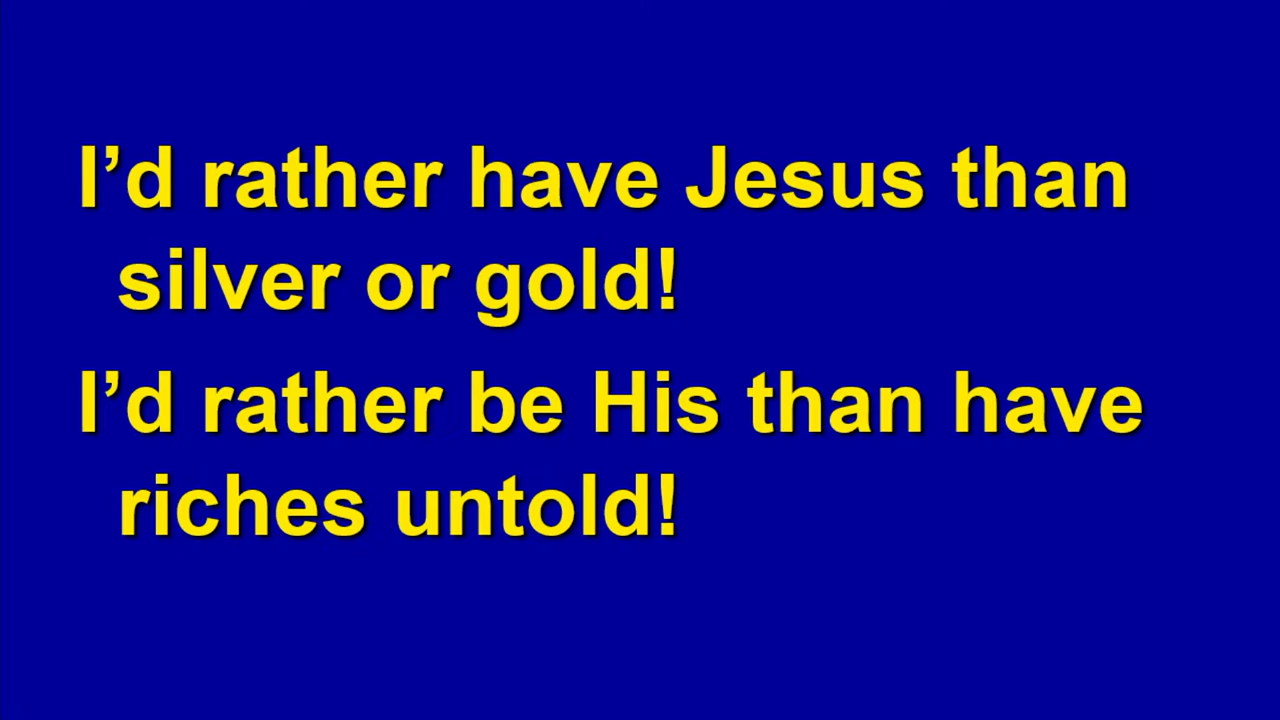 I’d rather have Jesus than
silver or gold!
I’d rather be His than have
riches untold!